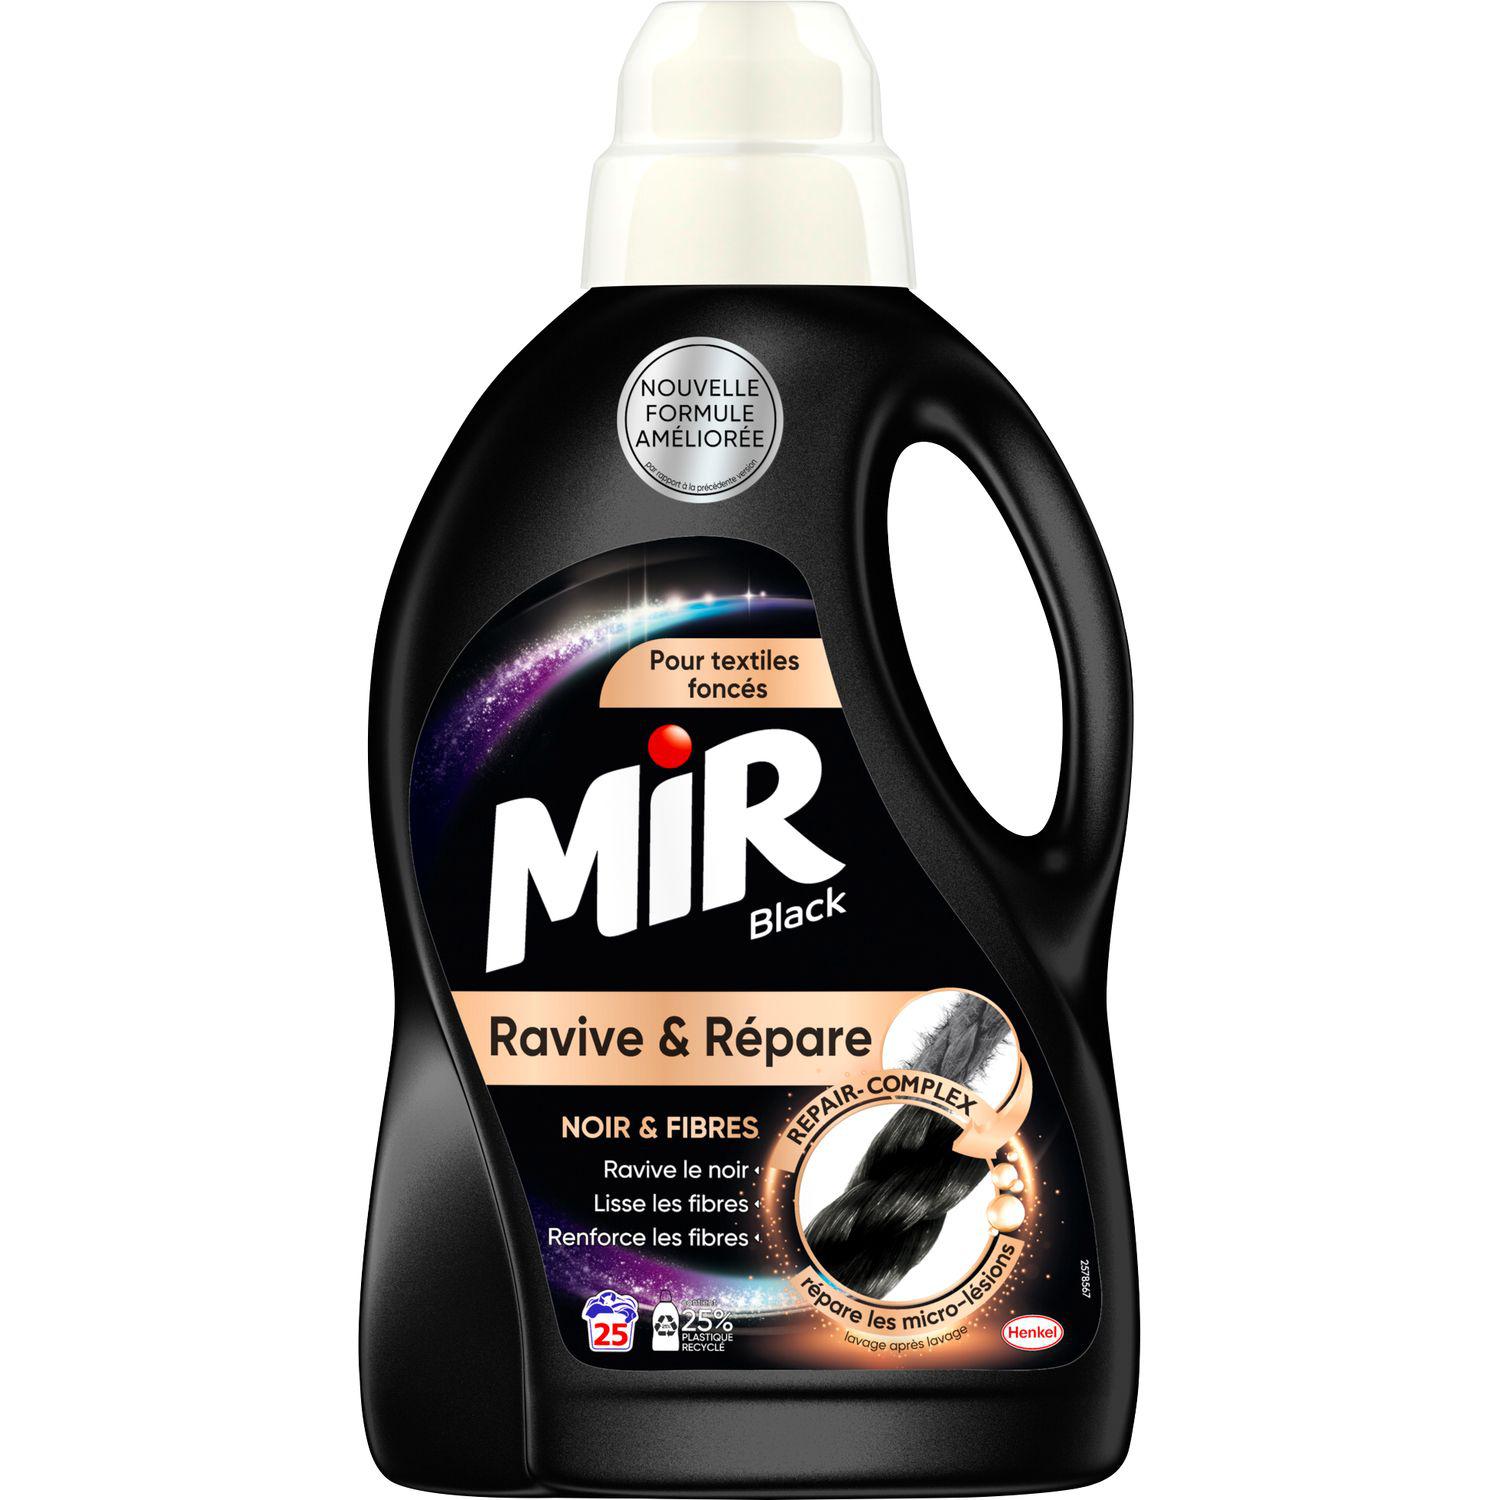 NOUVELLE
FORMULE
AMÉLIORÉE
par rapport à la précédente version
Pour textiles
foncés
MiR
Black
Ravive & Répare
REPAIR-COMPLEX
NOIR & FIBRES
Ravive le noir
Lisse les fibres
Renforce les fibres
répare les micro-lésions
lavage après lavage
25
contient
25%
PLASTIQUE
RECYCLÉ
Henkel
2578567